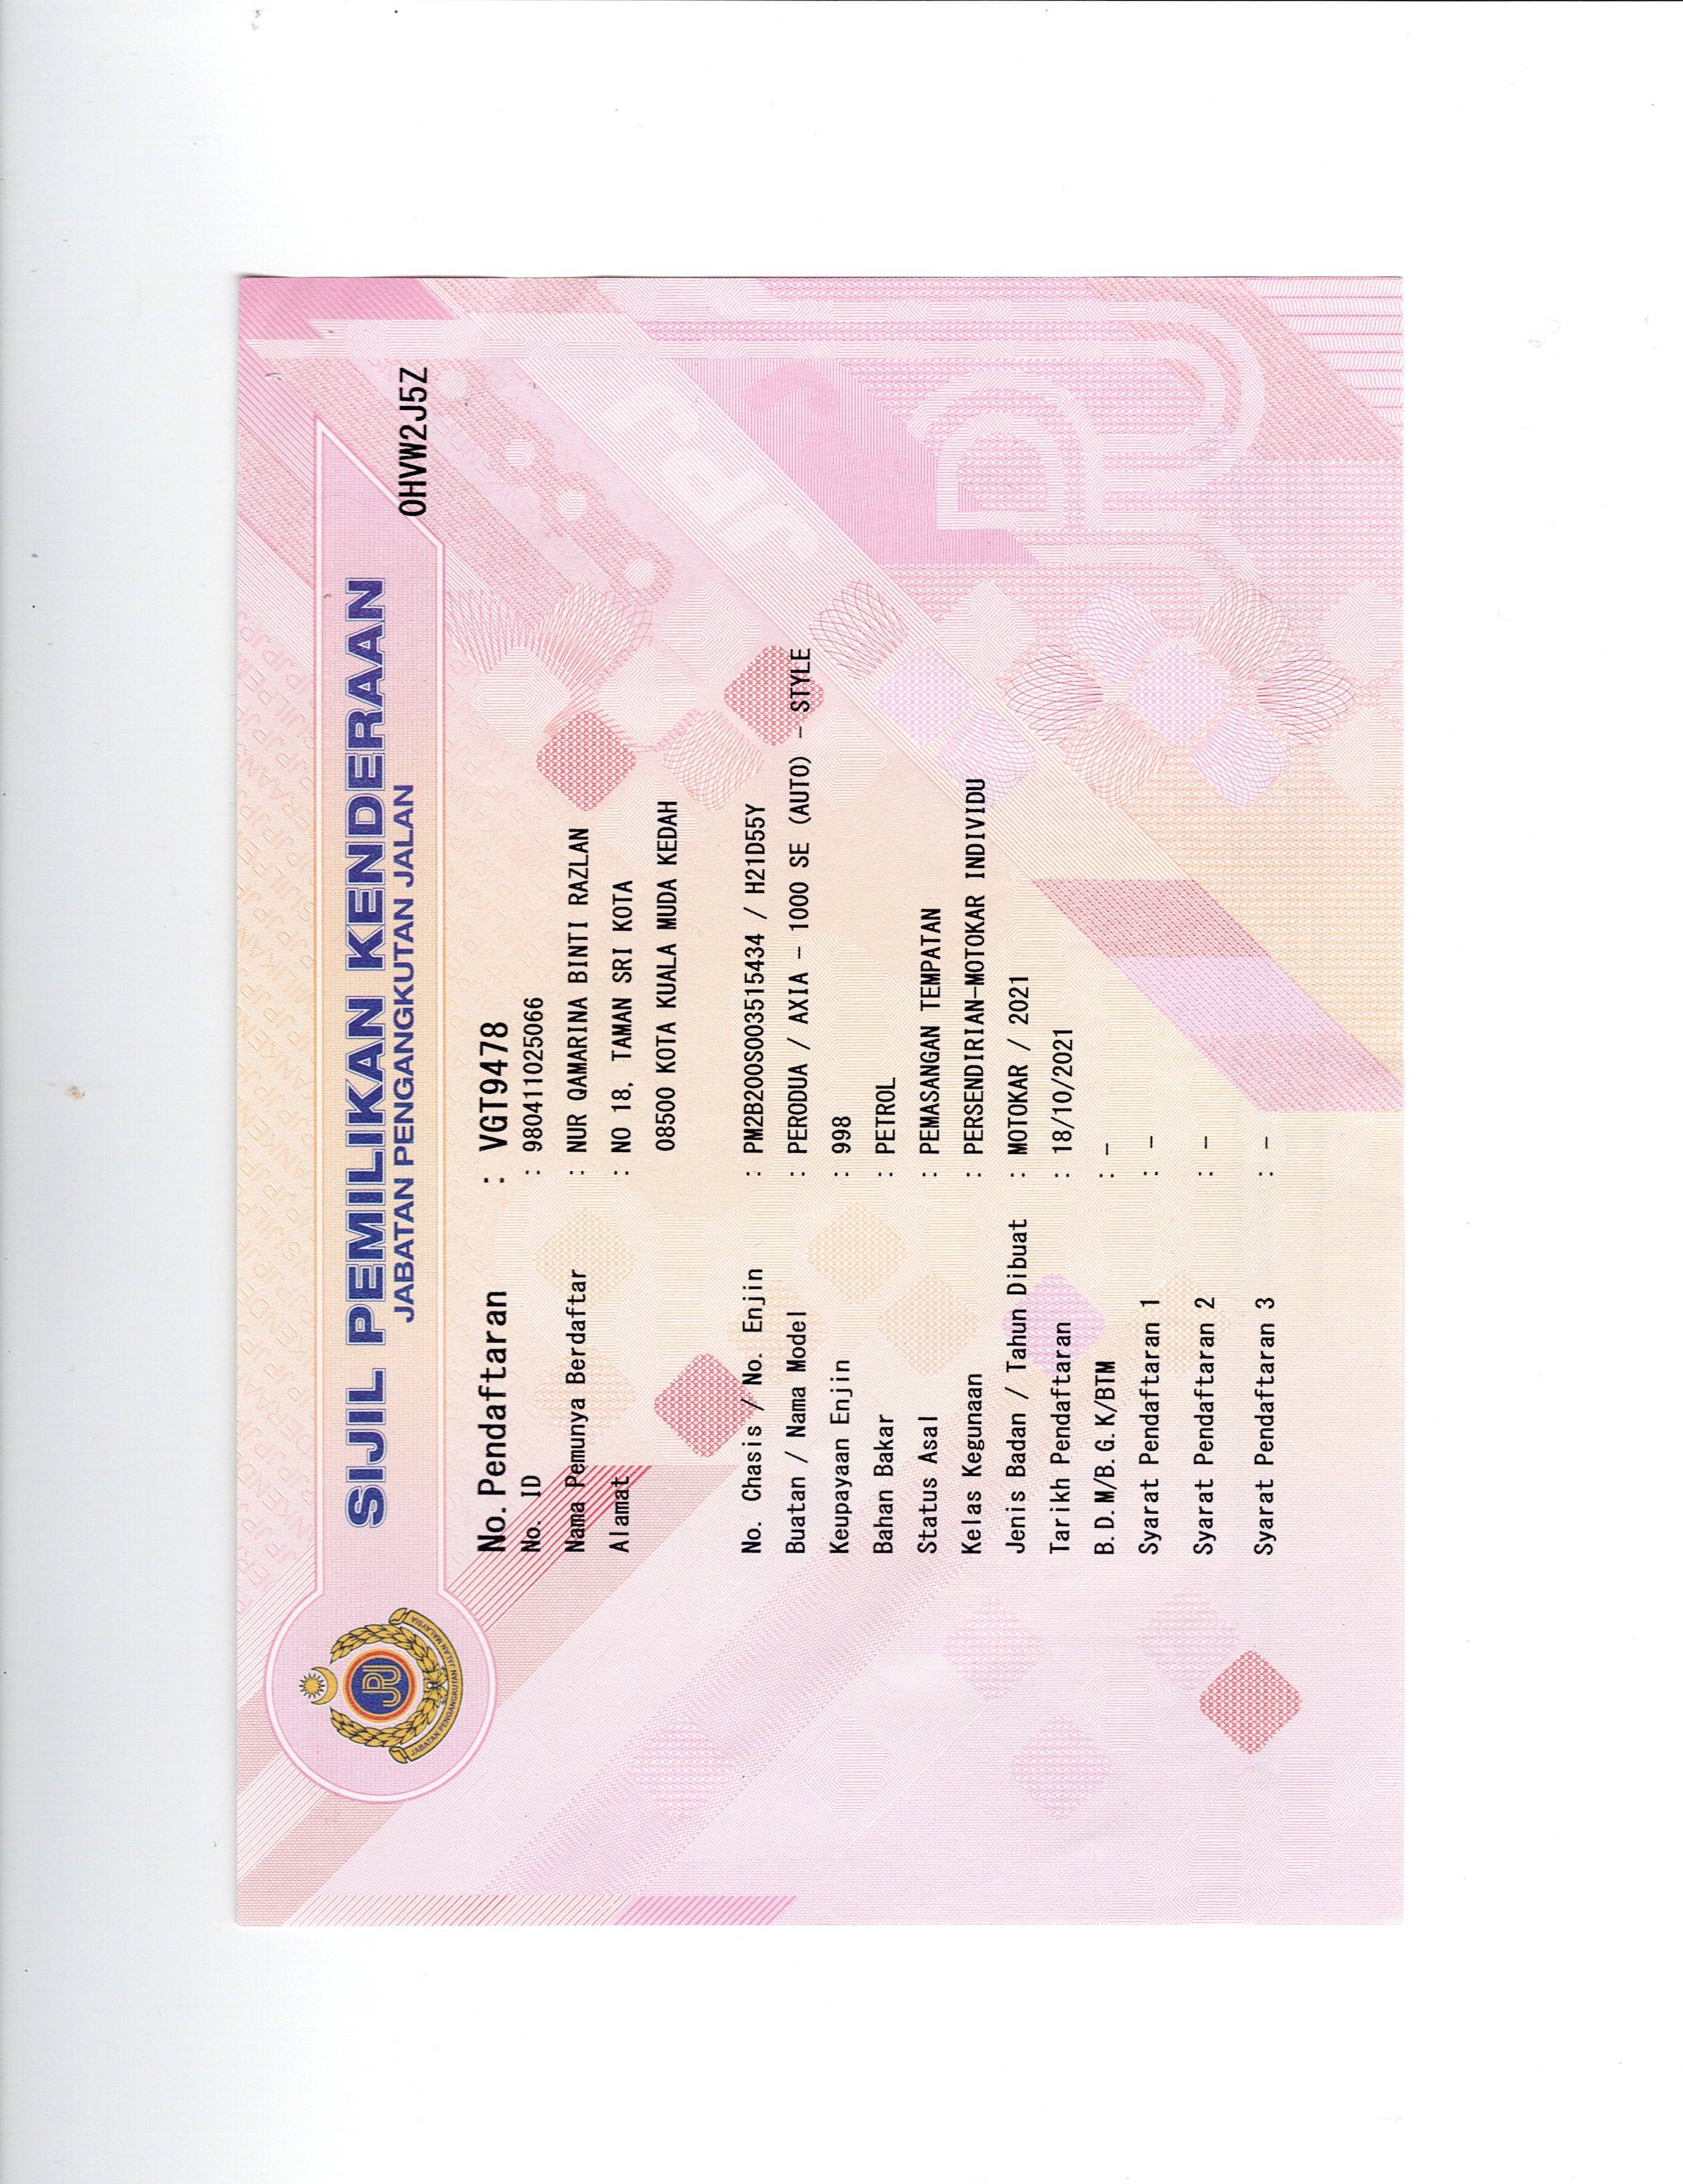 SIJIL PEMILIKAN KENDERAAN
JABATAN PENGANGKUTAN JALAN
JPJ
JABATAN PENGANGKUTAN JALAN MALAYSIA
OHVW2J5Z
No. Pendaftaran : VGT9478
No. ID : 980411025066
Nama Pemunya Berdaftar : NUR QAMARINA BINTI RAZLAN
Alamat : NO 18, TAMAN SRI KOTA
08500 KOTA KUALA MUDA KEDAH
No. Chasis / No. Enjin : PM2B200S003515434 / H21D55Y
Buatan / Nama Model : PERODUA / AXIA - 1000 SE (AUTO) - STYLE
Keupayaan Enjin : 998
Bahan Bakar : PETROL
Status Asal : PEMASANGAN TEMPATAN
Kelas Kegunaan : PERSENDIRIAN-MOTOKAR INDIVIDU
Jenis Badan / Tahun Dibuat : MOTOKAR / 2021
Tarikh Pendaftaran : 18/10/2021
B.D.M/B.G.K/BTM : -
Syarat Pendaftaran 1 : -
Syarat Pendaftaran 2 : -
Syarat Pendaftaran 3 : -